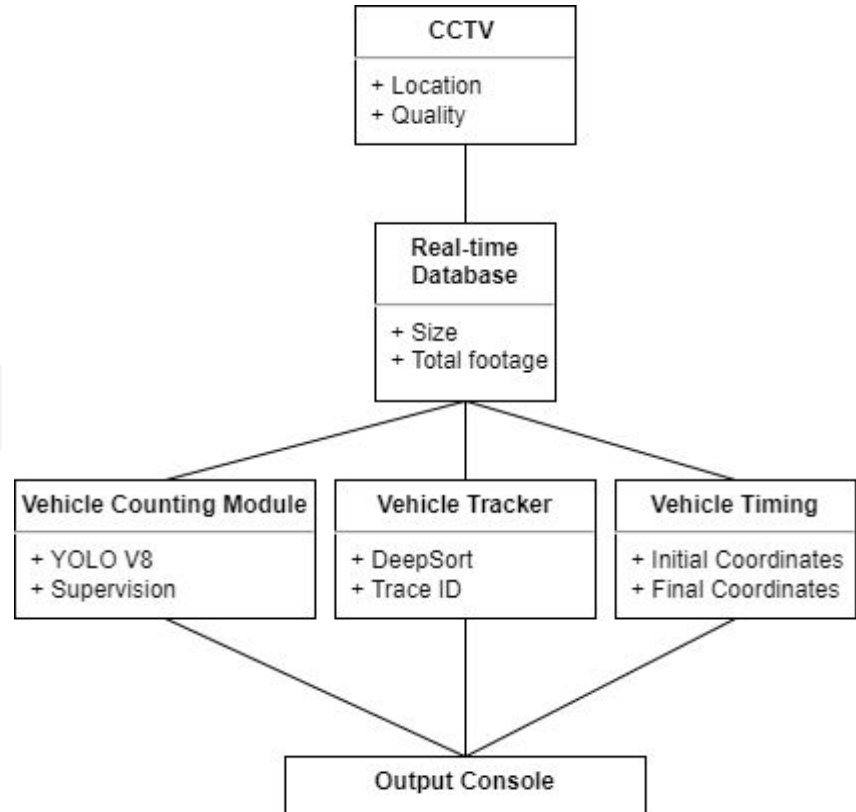 CCTV
+ Location
+ Quality
Real-time
Database
+ Size
+ Total footage
Vehicle Counting Module
+ YOLO V8
+ Supervision
Vehicle Tracker
+ DeepSort
+ Trace ID
Vehicle Timing
+ Initial Coordinates
+ Final Coordinates
Output Console